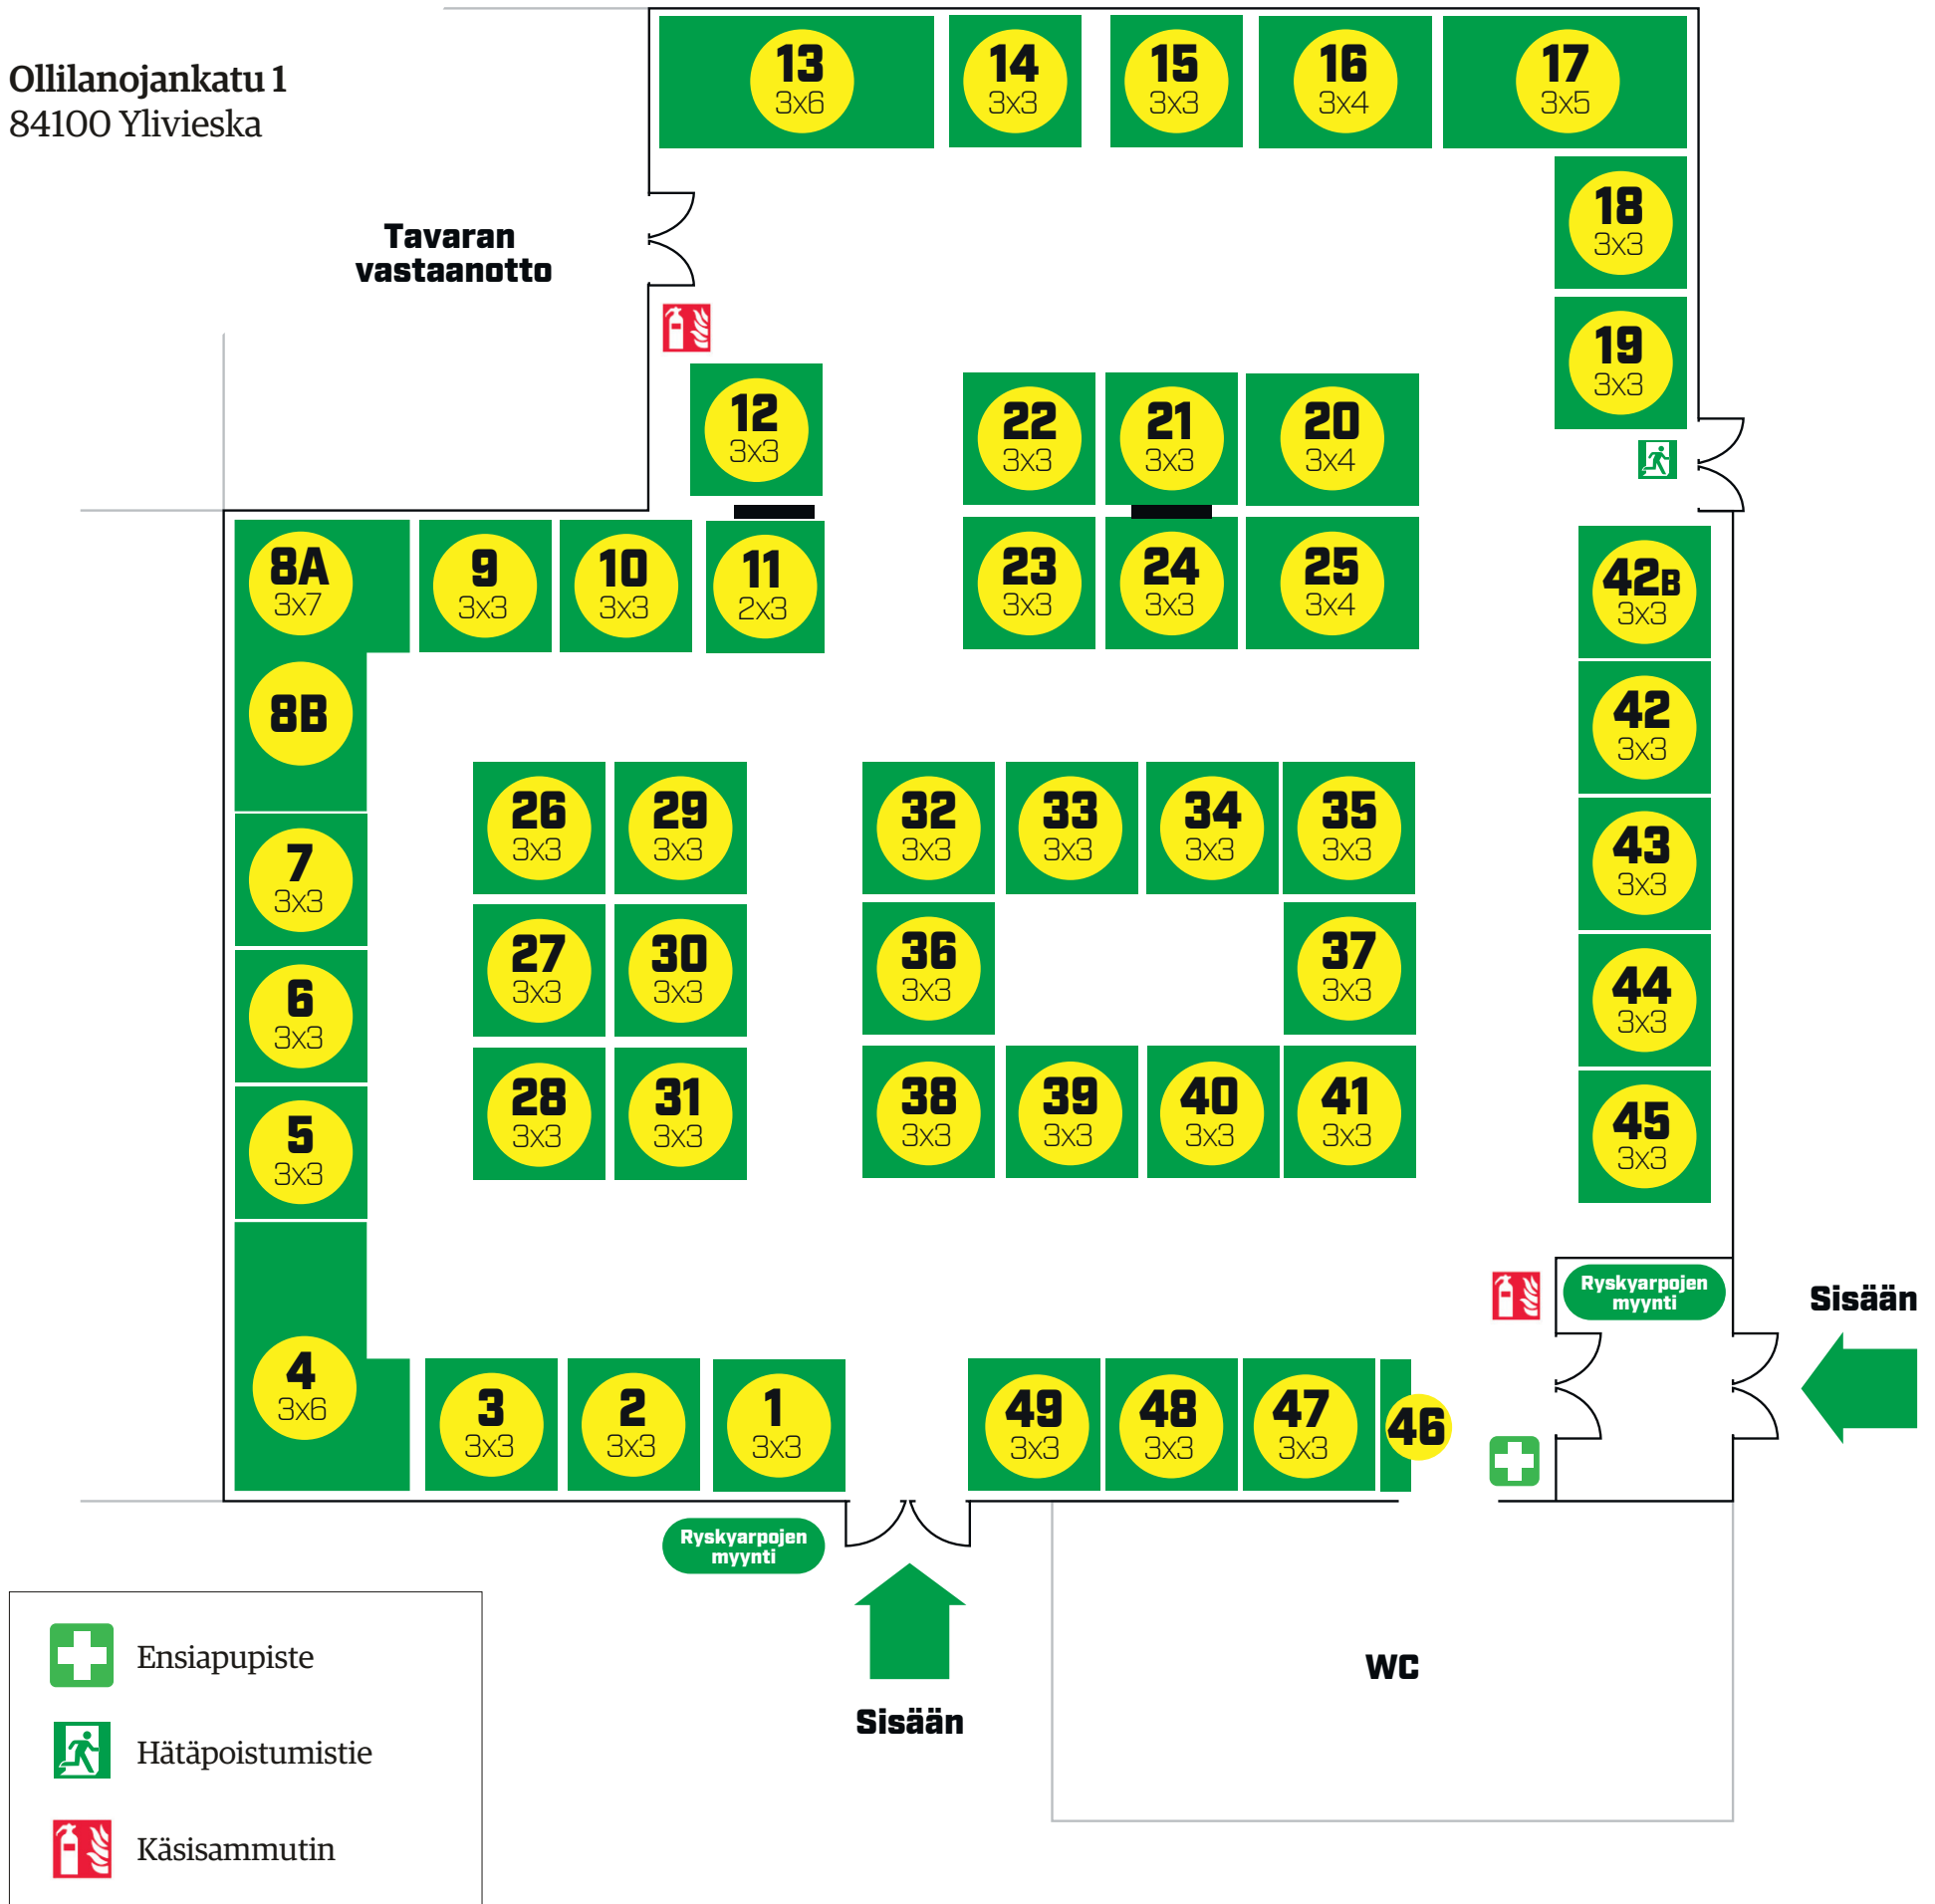 Ollilanojankatu 1
84100 Ylivieska
13
3x6
14
3x3
15
3x3
16
3x4
17
3x5
18
3x3
19
3x3
Tavaran
vastaanotto
12
3x3
22
3x3
21
3x3
20
3x4
8A
3x7
9
3x3
10
3x3
11
2x3
23
3x3
24
3x3
25
3x4
42B
3x3
8B
42
3x3
7
3x3
26
3x3
29
3x3
32
3x3
33
3x3
34
3x3
35
3x3
43
3x3
6
3x3
27
3x3
30
3x3
36
3x3
37
3x3
44
3x3
5
3x3
28
3x3
31
3x3
38
3x3
39
3x3
40
3x3
41
3x3
45
3x3
Ryskyarpojen
myynti
Sisään
4
3x6
3
3x3
2
3x3
1
3x3
49
3x3
48
3x3
47
3x3
46
Ryskyarpojen
myynti
Sisään
WC
Ensiapupiste
Hätäpoistumistie
Käsisammutin